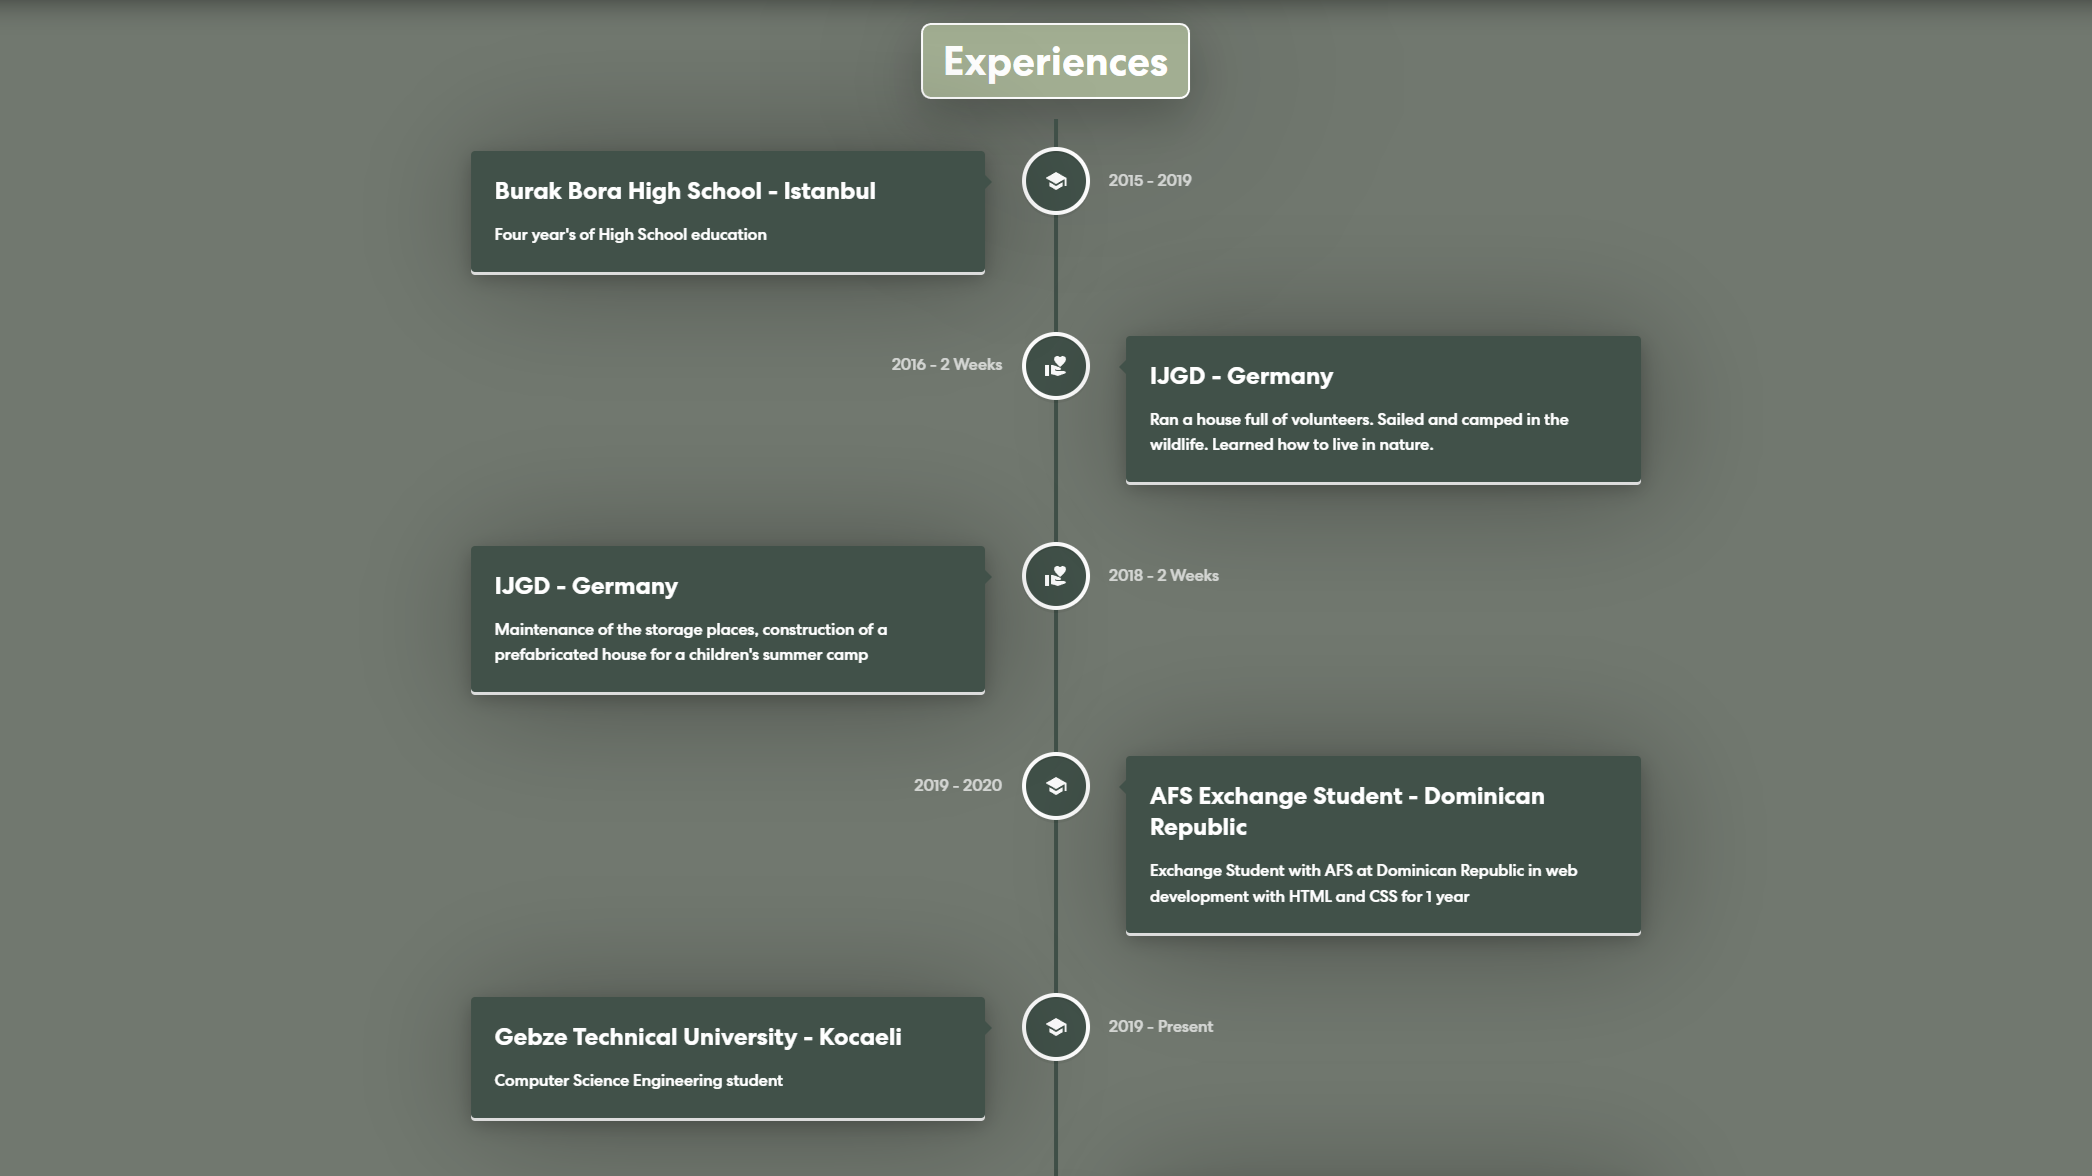 Experiences
Burak Bora High School - Istanbul
Four year's of High School education
2015 - 2019
2016 - 2 Weeks
IJGD - Germany
Ran a house full of volunteers. Sailed and camped in the
wildlife. Learned how to live in nature.
IJGD - Germany
Maintenance of the storage places, construction of a
prefabricated house for a children's summer camp
2018 - 2 Weeks
2019 - 2020
AFS Exchange Student - Dominican
Republic
Exchange Student with AFS at Dominican Republic in web
development with HTML and CSS for 1 year
Gebze Technical University - Kocaeli
Computer Science Engineering student
2019 - Present